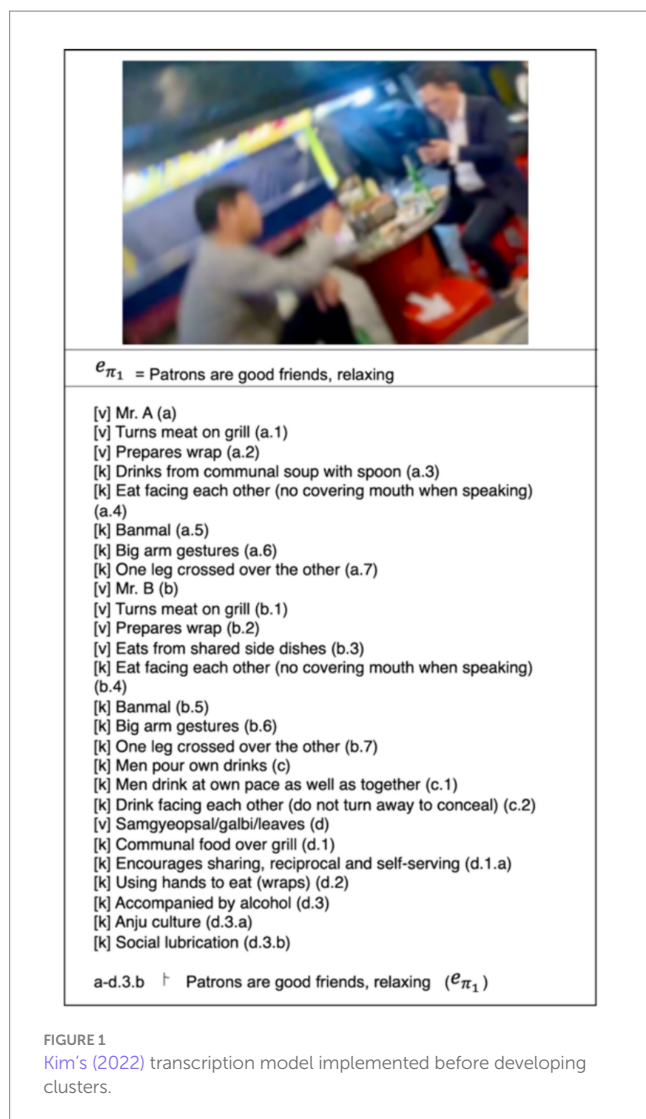 eπ₁ = Patrons are good friends, relaxing
[v] Mr. A (a)
[v] Turns meat on grill (a.1)
[v] Prepares wrap (a.2)
[k] Drinks from communal soup with spoon (a.3)
[k] Eat facing each other (no covering mouth when speaking)
(a.4)
[k] Banmal (a.5)
[k] Big arm gestures (a.6)
[k] One leg crossed over the other (a.7)
[v] Mr. B (b)
[v] Turns meat on grill (b.1)
[v] Prepares wrap (b.2)
[v] Eats from shared side dishes (b.3)
[k] Eat facing each other (no covering mouth when speaking)
(b.4)
[k] Banmal (b.5)
[k] Big arm gestures (b.6)
[k] One leg crossed over the other (b.7)
[k] Men pour own drinks (c)
[k] Men drink at own pace as well as together (c.1)
[k] Drink facing each other (do not turn away to conceal) (c.2)
[v] Samgyeopsal/galbi/leaves (d)
[k] Communal food over grill (d.1)
[k] Encourages sharing, reciprocal and self-serving (d.1.a)
[k] Using hands to eat (wraps) (d.2)
[k] Accompanied by alcohol (d.3)
[k] Anju culture (d.3.a)
[k] Social lubrication (d.3.b)
a-d.3.b ⊦ Patrons are good friends, relaxing (eπ₁)
FIGURE 1
Kim's (2022) transcription model implemented before developing
clusters.